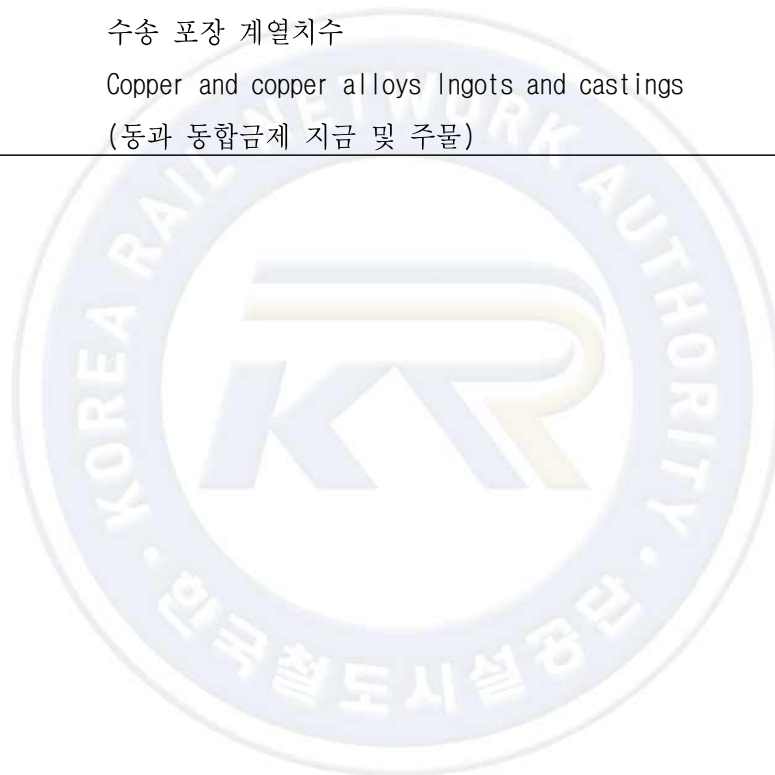 수송 포장 계열치수
Copper and copper alloys Ingots and castings
(동과 동합금제 지금 및 주물)
KOREA RAIL NETWORK AUTHORITY
KR
한국철도시설공단